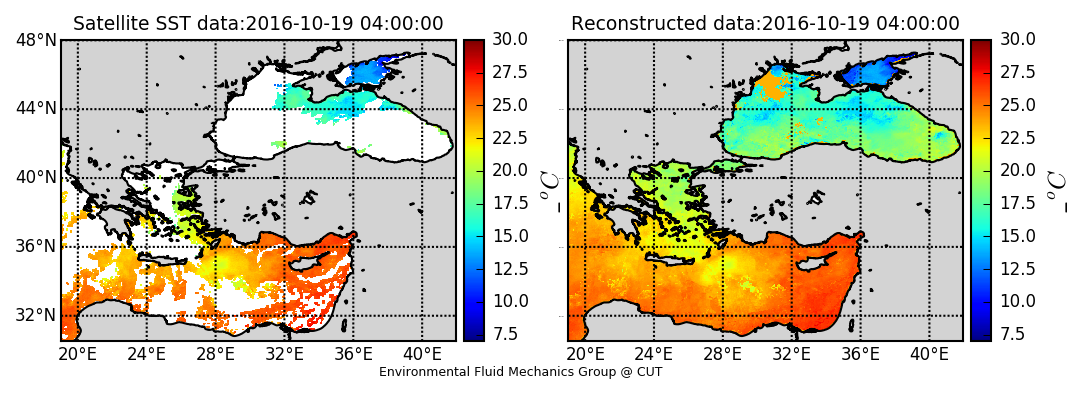 Satellite SST data:2016-10-19 04:00:00 Reconstructed data:2016-10-19 04:00:00
48°N 30.0 30.0
27.5 27.5
44°N 25.0 25.0
22.5 22.5
40°N 20.0 20.0
17.5 °C 17.5 °C
36°N 15.0 15.0
12.5 12.5
32°N 10.0 10.0
7.5 7.5
20°E 24°E 28°E 32°E 36°E 40°E 20°E 24°E 28°E 32°E 36°E 40°E
Environmental Fluid Mechanics Group @ CUT